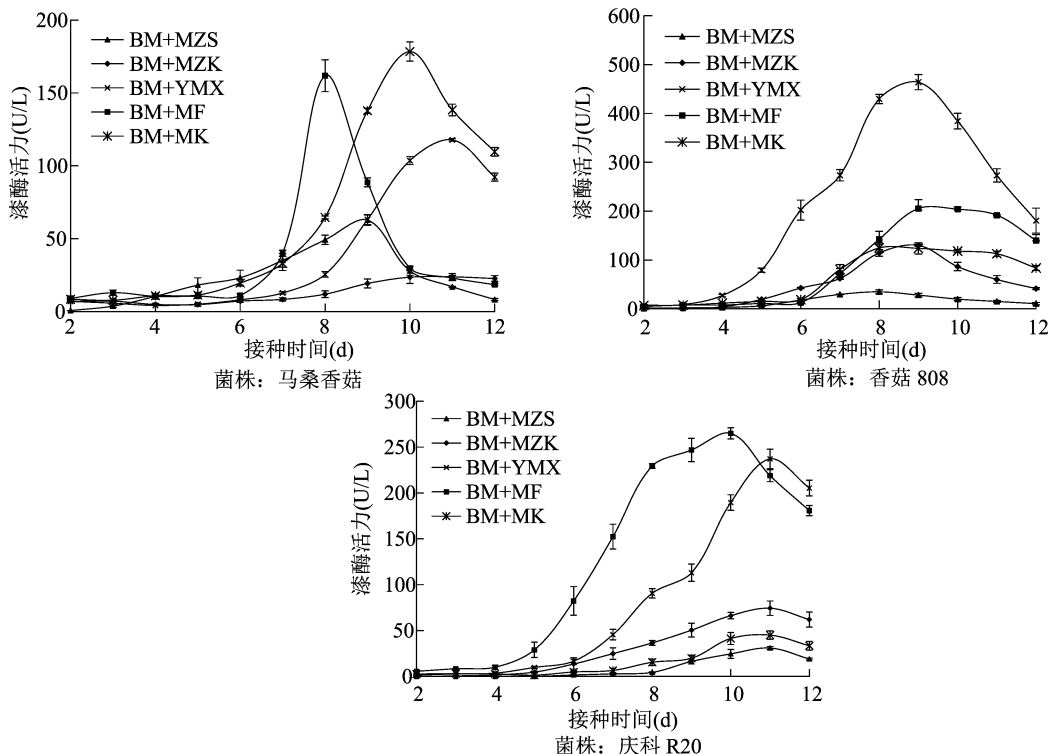 漆酶活力(U/L)
200
150
100
50
0
BM+MZS
BM+MZK
BM+YMX
BM+MF
BM+MK
2 4 6 8 10 12
接种时间(d)
菌株：马桑香菇
漆酶活力(U/L)
600
500
400
300
200
100
0
BM+MZS
BM+MZK
BM+YMX
BM+MF
BM+MK
2 4 6 8 10 12
接种时间(d)
菌株：香菇 808
漆酶活力(U/L)
300
250
200
150
100
50
0
BM+MZS
BM+MZK
BM+YMX
BM+MF
BM+MK
2 4 6 8 10 12
接种时间(d)
菌株：庆科 R20